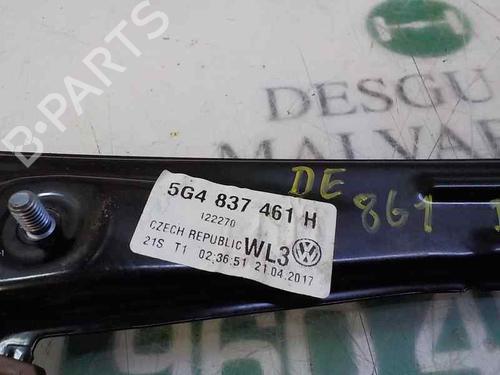 DESGU
MALVAR
5G4 837 461 H
122270
CZECH REPUBLIC WL3
21S T1 02:36:51 21.04.2017
DE
861